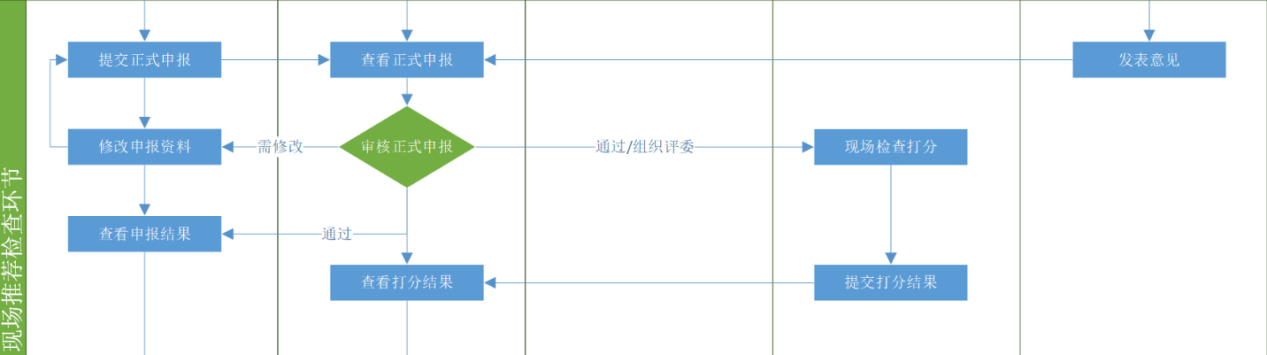 现场推荐检查环节
提交正式申报
查看正式申报
发表意见
修改申报资料
需修改
审核正式申报
通过/组织评委
现场检查打分
查看申报结果
通过
查看打分结果
提交打分结果